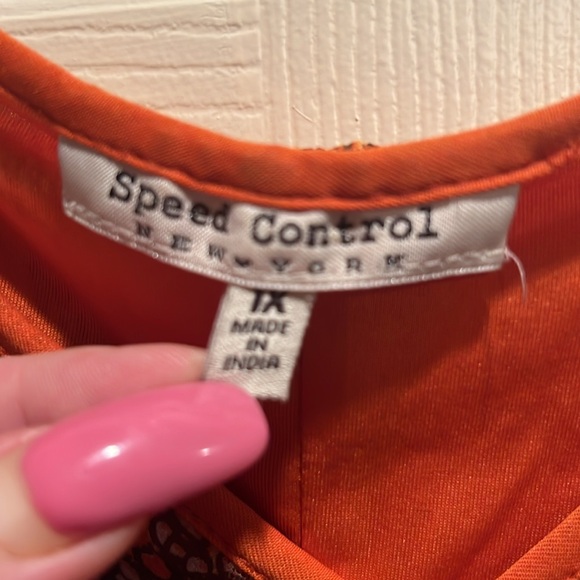 Speed Control
NEW YORK
1X
MADE
IN
INDIA